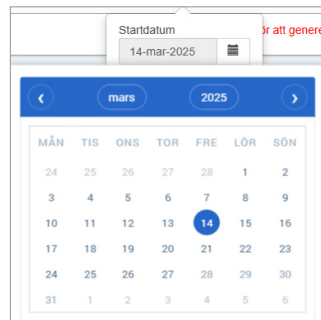 Startdatum
ör att genere
14-mar-2025
mars 2025
MÅN TIS ONS TOR FRE LÖR SÖN
24 25 26 27 28 1 2
3 4 5 6 7 8 9
10 11 12 13 14 15 16
17 18 19 20 21 22 23
24 25 26 27 28 29 30
31 1 2 3 4 5 6